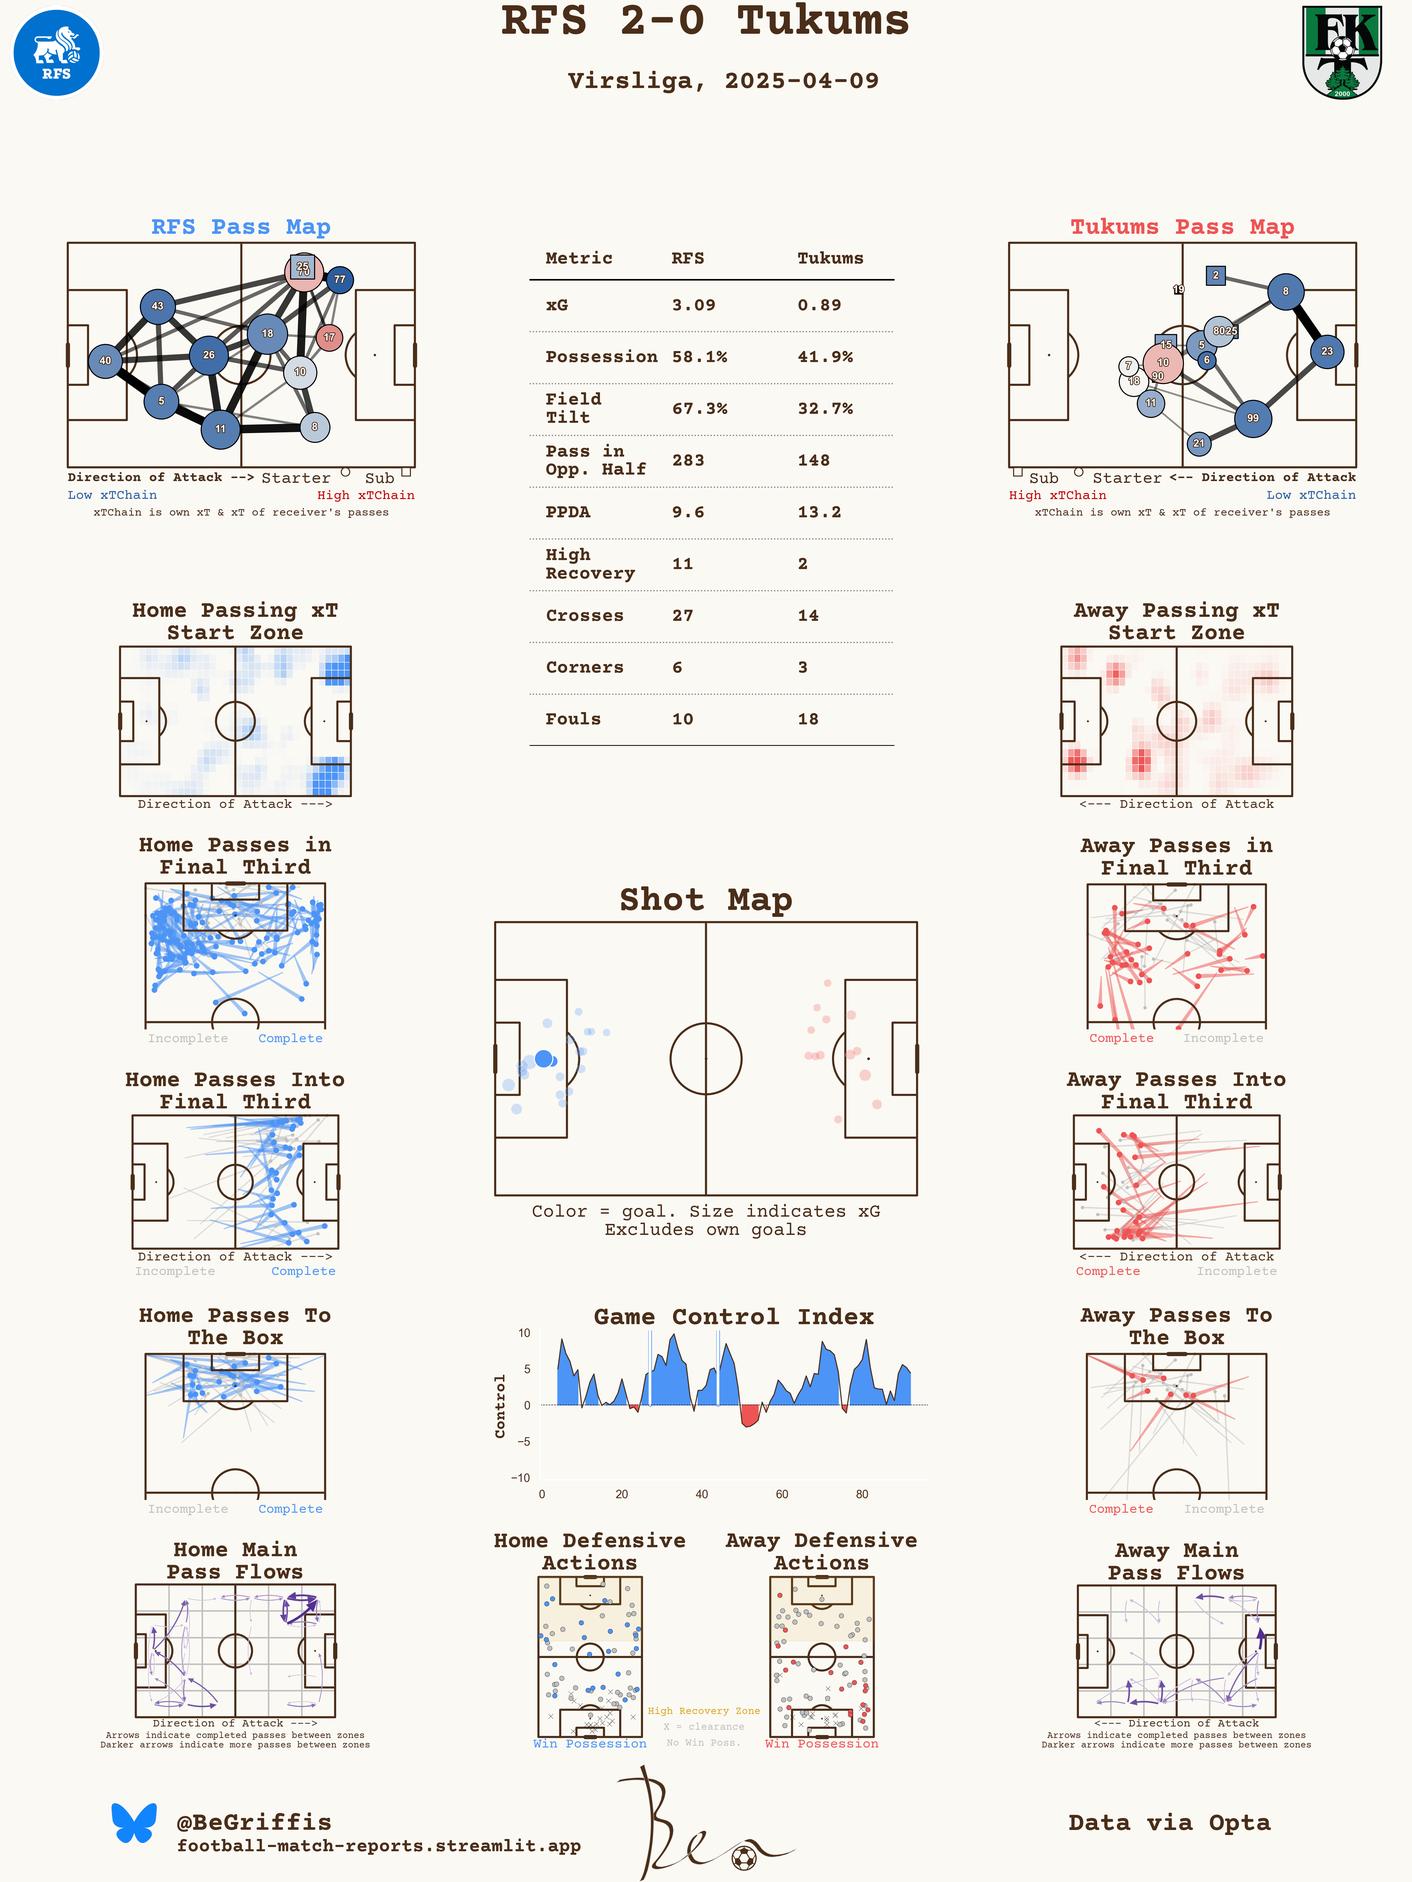 RFS 2-0 Tukums
Virsliga, 2025-04-09
RFS
FK
2000
RFS Pass Map
25
70
77
43
18
17
40
26
10
5
11
8
Direction of Attack --> Starter Sub
Low xTChain High xTChain
xTChain is own xT & xT of receiver's passes
Metric RFS Tukums
xG 3.09 0.89
Possession 58.1% 41.9%
Field
Tilt 67.3% 32.7%
Pass in
Opp. Half 283 148
PPDA 9.6 13.2
High
Recovery 11 2
Crosses 27 14
Corners 6 3
Fouls 10 18
Tukums Pass Map
2
19
8
80 25
15 5
23
10 6
7
18 90
11
99
21
Sub Starter <-- Direction of Attack
High xTChain Low xTChain
xTChain is own xT & xT of receiver's passes
Home Passing xT
Start Zone
Direction of Attack --->
Away Passing xT
Start Zone
<--- Direction of Attack
Home Passes in
Final Third
Incomplete Complete
Away Passes in
Final Third
Complete Incomplete
Shot Map
Color = goal. Size indicates xG
Excludes own goals
Home Passes Into
Final Third
Direction of Attack --->
Incomplete Complete
Away Passes Into
Final Third
<--- Direction of Attack
Complete Incomplete
Home Passes To
The Box
Incomplete Complete
Game Control Index
Control
10
5
0
−5
−10
0 20 40 60 80
Away Passes To
The Box
Complete Incomplete
Home Main
Pass Flows
Direction of Attack --->
Arrows indicate completed passes between zones
Darker arrows indicate more passes between zones
Home Defensive
Actions
Win Possession
Away Defensive
Actions
Win Possession
High Recovery Zone
X = clearance
No Win Poss.
Away Main
Pass Flows
<--- Direction of Attack
Arrows indicate completed passes between zones
Darker arrows indicate more passes between zones
@BeGriffis
football-match-reports.streamlit.app
Ben
Data via Opta